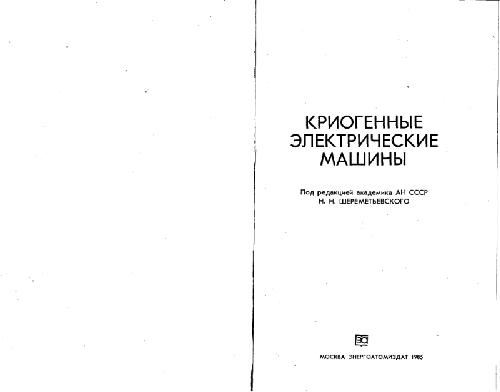 КРИОГЕННЫЕ
ЭЛЕКТРИЧЕСКИЕ
МАШИНЫ
Под редакцией академика АН СССР
Н. Н. ШЕРЕМЕТЬЕВСКОГО
МОСКВА ЭНЕРГОАТОМИЗДАТ 1985